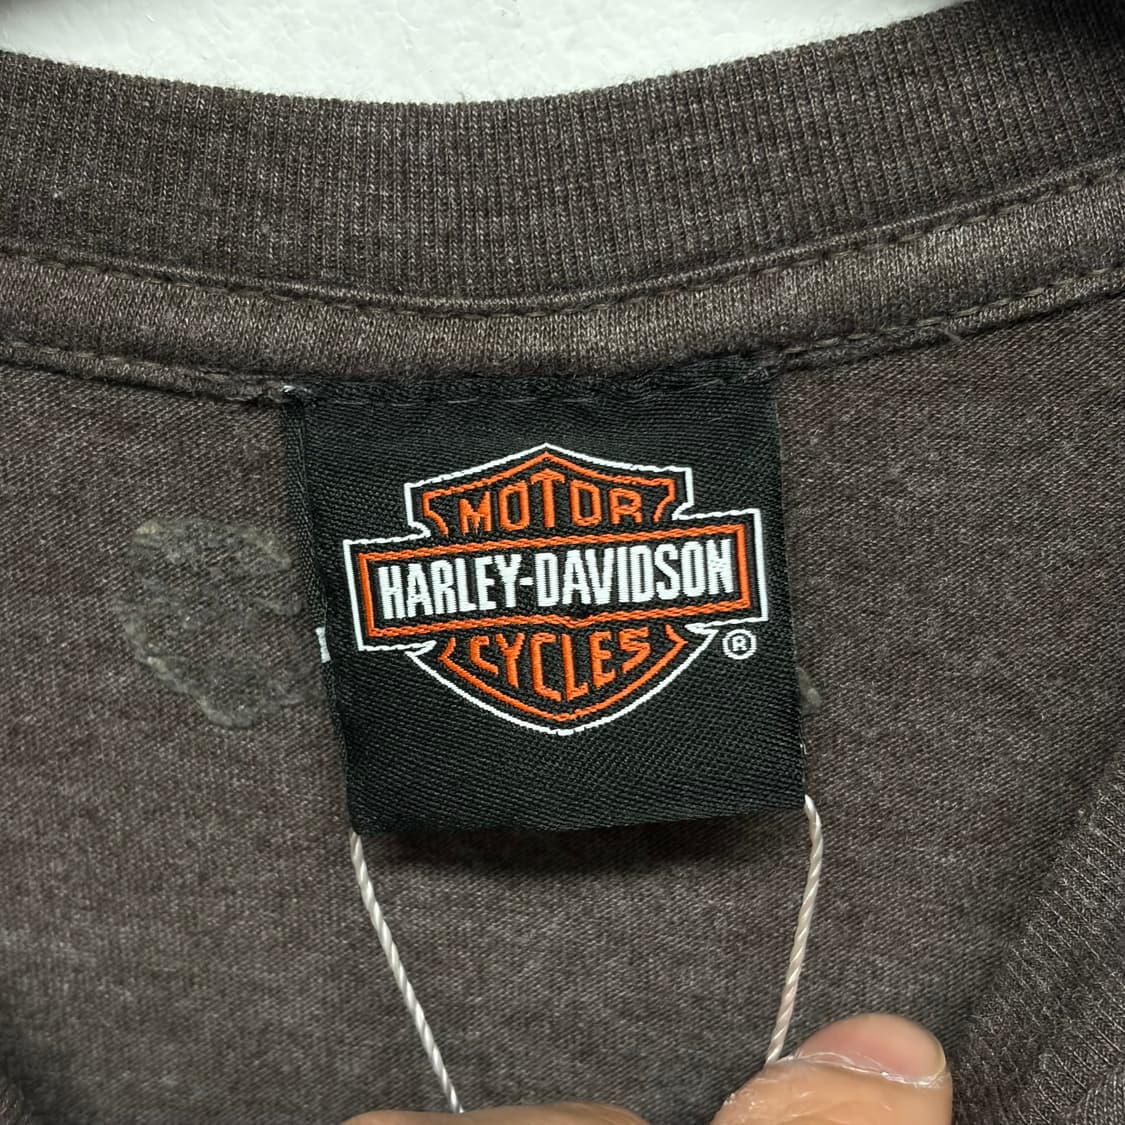 MOTOR
HARLEY-DAVIDSON
CYCLES
®